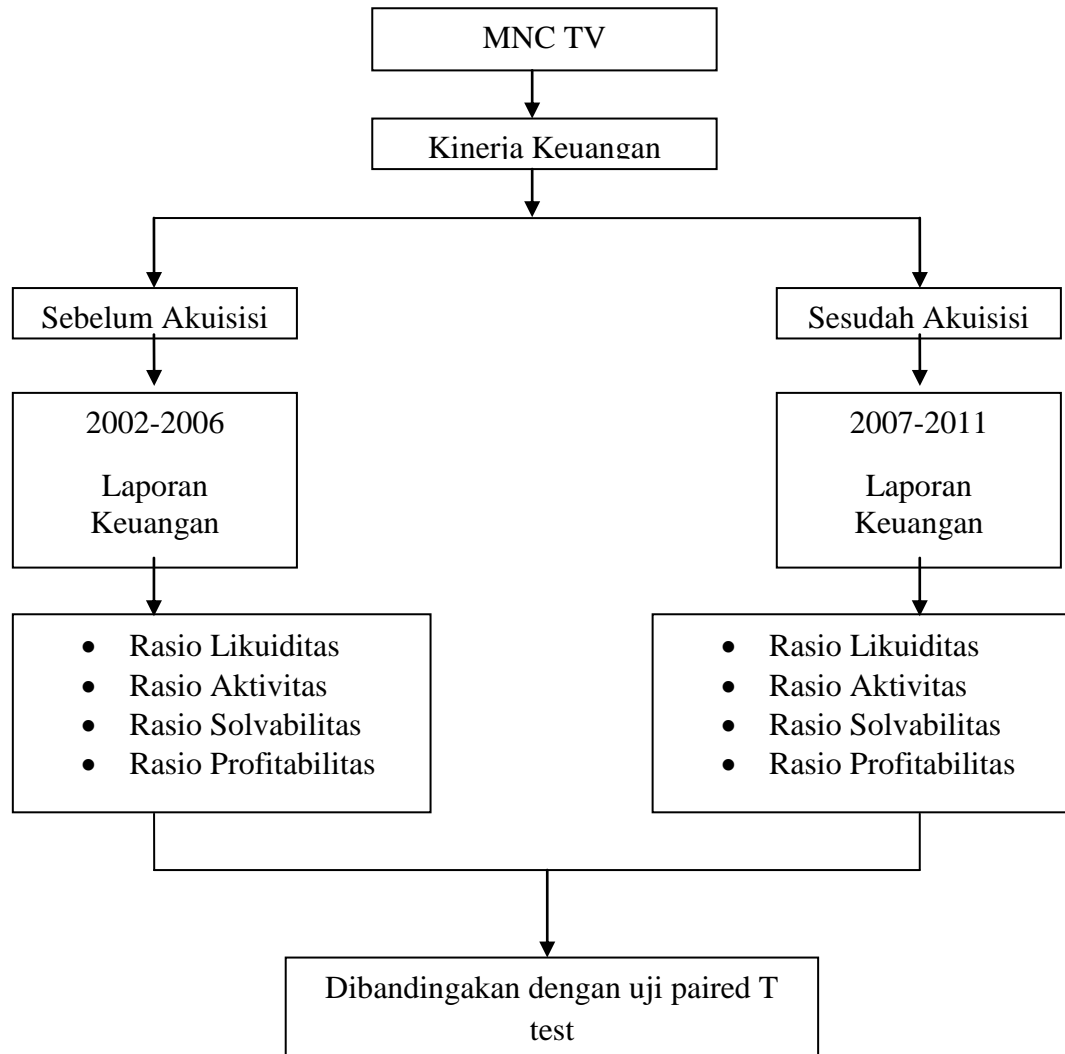 MNC TV
Kinerja Keuangan
Sebelum Akuisisi
Sesudah Akuisisi
2002-2006
Laporan
Keuangan
2007-2011
Laporan
Keuangan
• Rasio Likuiditas
• Rasio Aktivitas
• Rasio Solvabilitas
• Rasio Profitabilitas
• Rasio Likuiditas
• Rasio Aktivitas
• Rasio Solvabilitas
• Rasio Profitabilitas
Dibandingakan dengan uji paired T
test